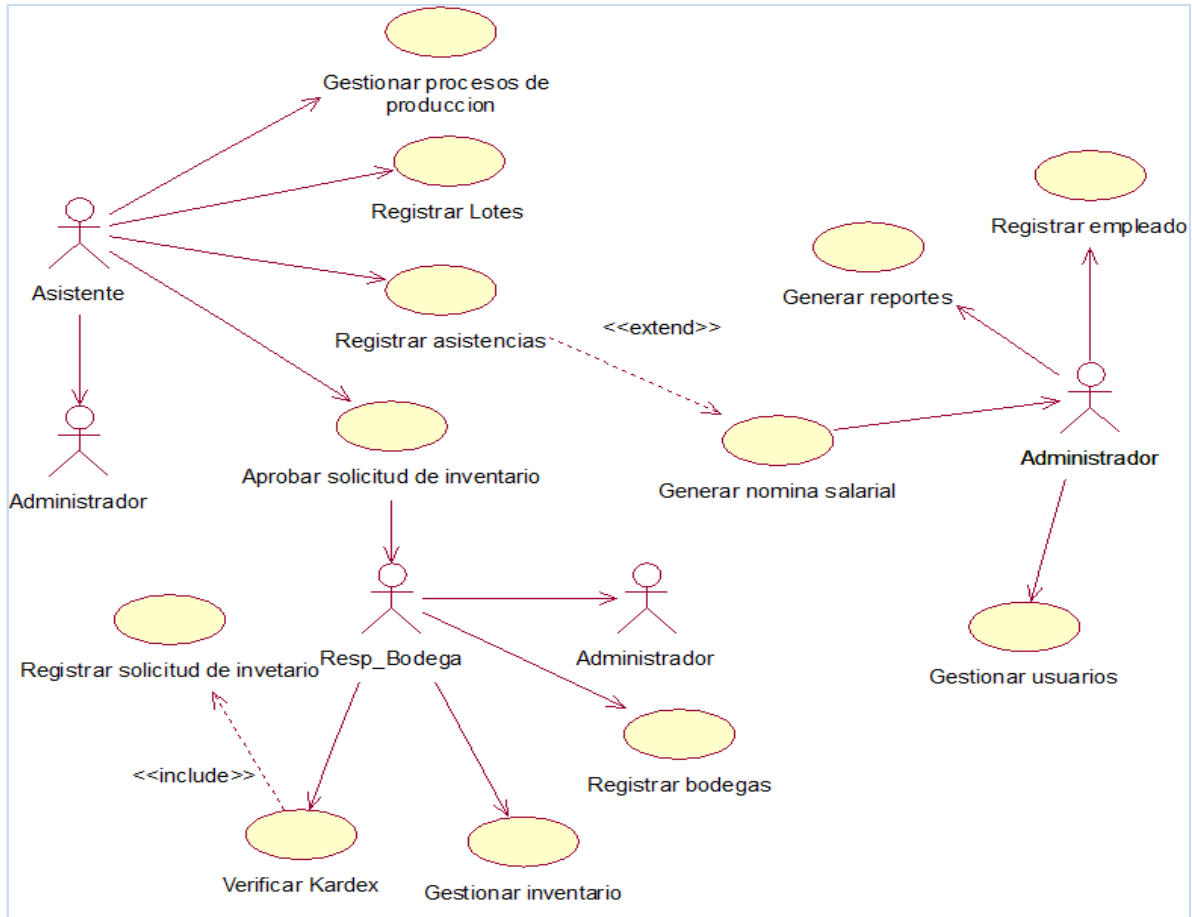 Gestionar procesos de
produccion
Registrar Lotes
Registrar empleado
Asistente
Generar reportes
Registrar asistencias
<<extend>>
Administrador
Aprobar solicitud de inventario
Generar nomina salarial
Administrador
Registrar solicitud de invetario
Resp_Bodega
Administrador
Gestionar usuarios
<<include>>
Registrar bodegas
Verificar Kardex
Gestionar inventario